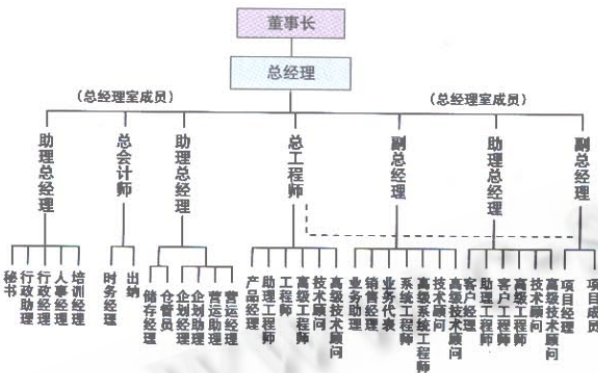 董事长
总经理
(总经理室成员)
(总经理室成员)
助理总经理
总会计师
助理总经理
总工程师
副总经理
助理总经理
副总经理
秘书
行政助理
行政经理
人事经理
培训经理
时务经理
出纳
储存经理
仓管员
企划经理
企划助理
营运助理
营运经理
产品经理
助理工程师
工程师
高级工程师
技术顾问
高级技术顾问
业务助理
销售经理
业务代表
系统工程师
高级系统工程师
技术顾问
高级技术顾问
客户经理
助理工程师
客户工程师
高级工程师
技术顾问
高级技术顾问
项目经理
项目成员